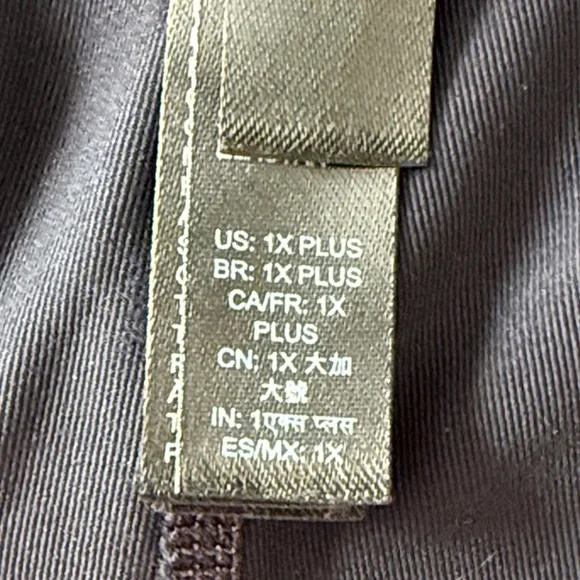 US: 1X PLUS
BR: 1X PLUS
CA/FR: 1X
PLUS
CN: 1X 大加
大號
IN: 1एक्स प्लस
ES/MX: 1X